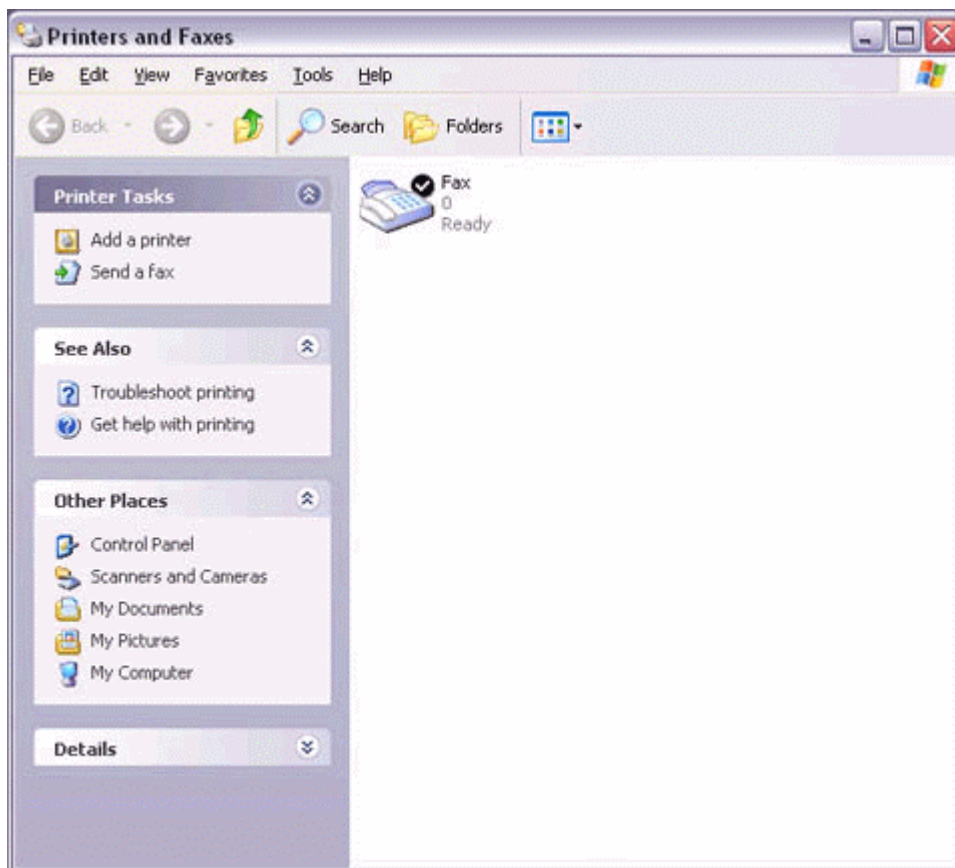 Printers and Faxes
File Edit View Favorites Tools Help
Back Search Folders
Printer Tasks
Add a printer
Send a fax
See Also
Troubleshoot printing
Get help with printing
Other Places
Control Panel
Scanners and Cameras
My Documents
My Pictures
My Computer
Details
Fax
0
Ready